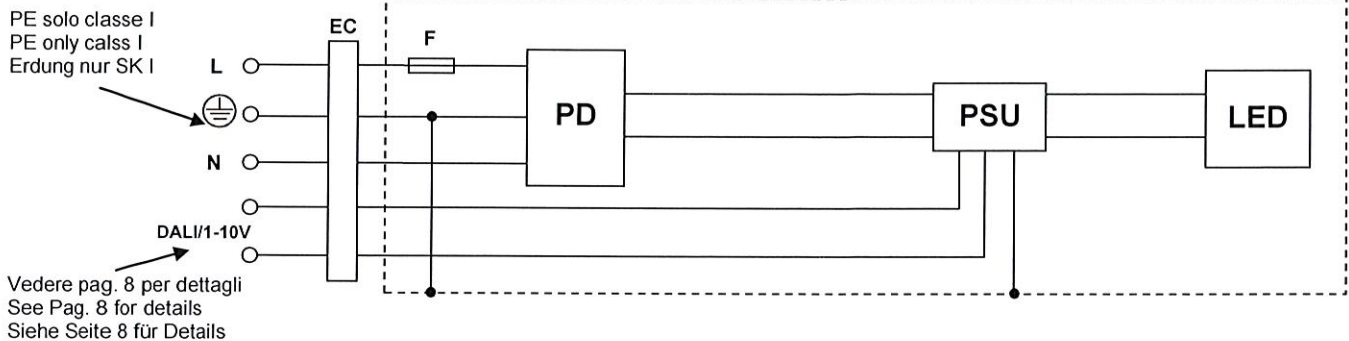 PE solo classe I
PE only calss I
Erdung nur SK I
EC
F
L
PD
PSU
LED
N
DALI/1-10V
Vedere pag. 8 per dettagli
See Pag. 8 for details
Siehe Seite 8 für Details